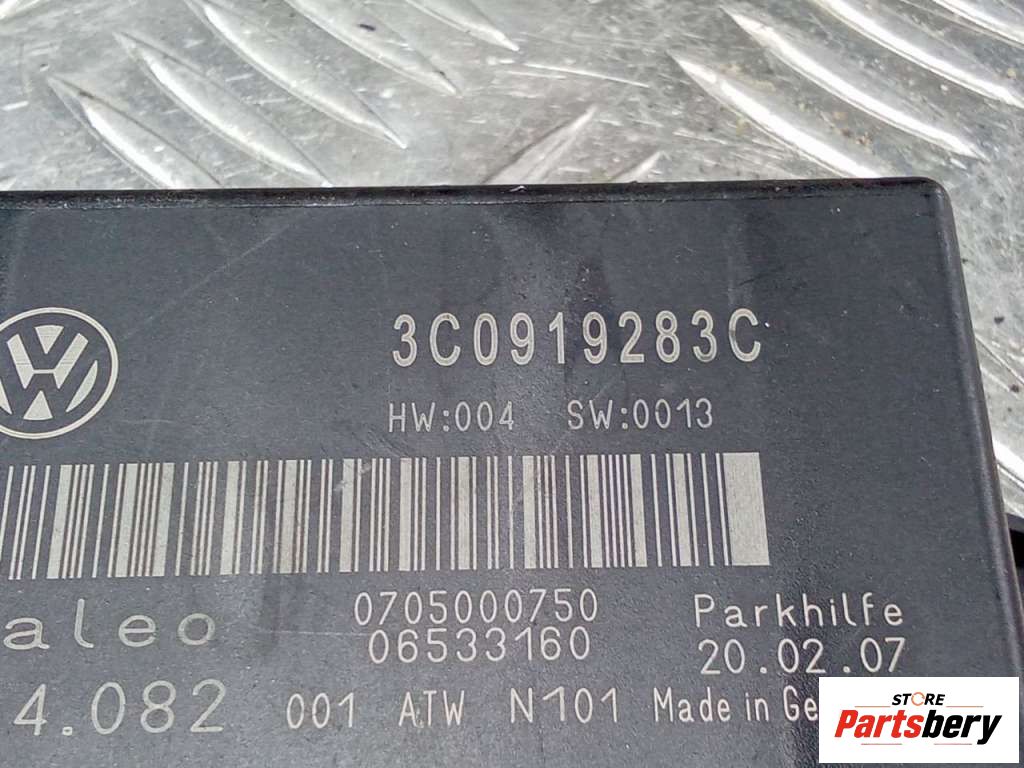 3C0919283C
HW:004 SW:0013
aleo
0705000750
06533160
Parkhilfe
20.02.07
4.082 001 ATW N101 Made in Ge
STORE
Partsbery